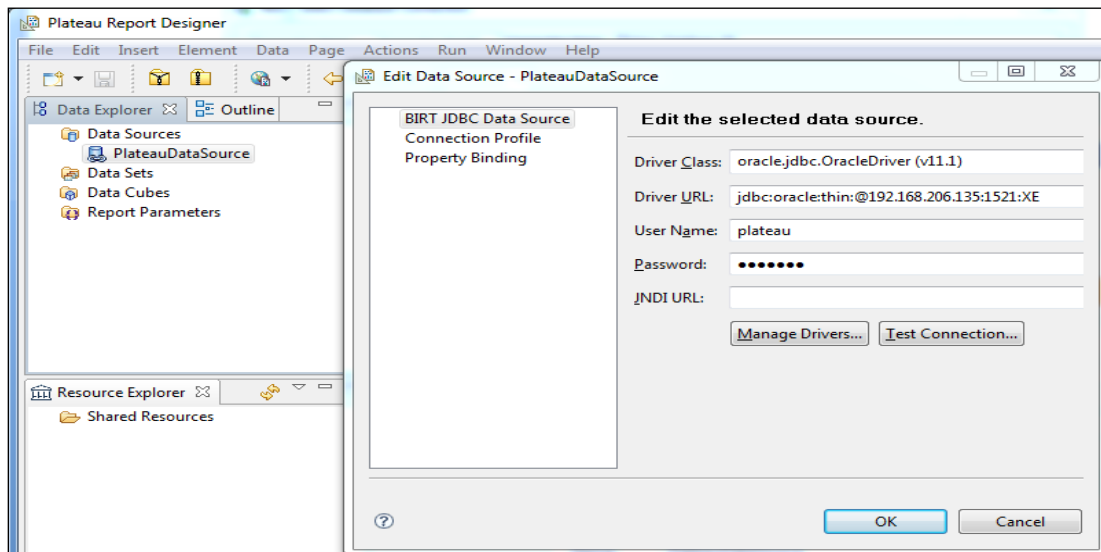 Plateau Report Designer
File Edit Insert Element Data Page Actions Run Window Help
Data Explorer Outline
Data Sources
PlateauDataSource
Data Sets
Data Cubes
Report Parameters
Resource Explorer
Shared Resources
Edit Data Source - PlateauDataSource
BIRT JDBC Data Source
Connection Profile
Property Binding
Edit the selected data source.
Driver Class: oracle.jdbc.OracleDriver (v11.1)
Driver URL: jdbc:oracle:thin:@192.168.206.135:1521:XE
User Name: plateau
Password: ●●●●●●●
JNDI URL:
Manage Drivers... Test Connection...
? OK Cancel